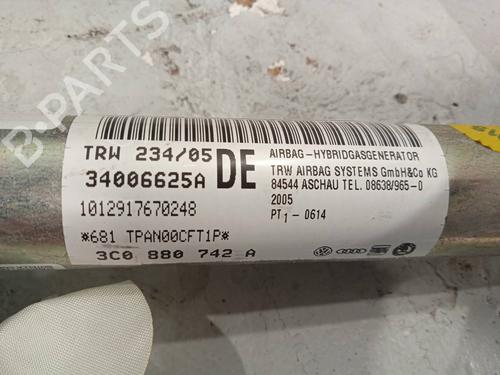 TRW 234/05
34006625A
DE
1012917670248
*681 TPAN00CFT1P*
3C0 880 742 A
AIRBAG-HYBRIDGASGENERATOR
TRW AIRBAG SYSTEMS GmbH&Co KG
84544 ASCHAU TEL. 08638/965-0
2005
PT1- 0614